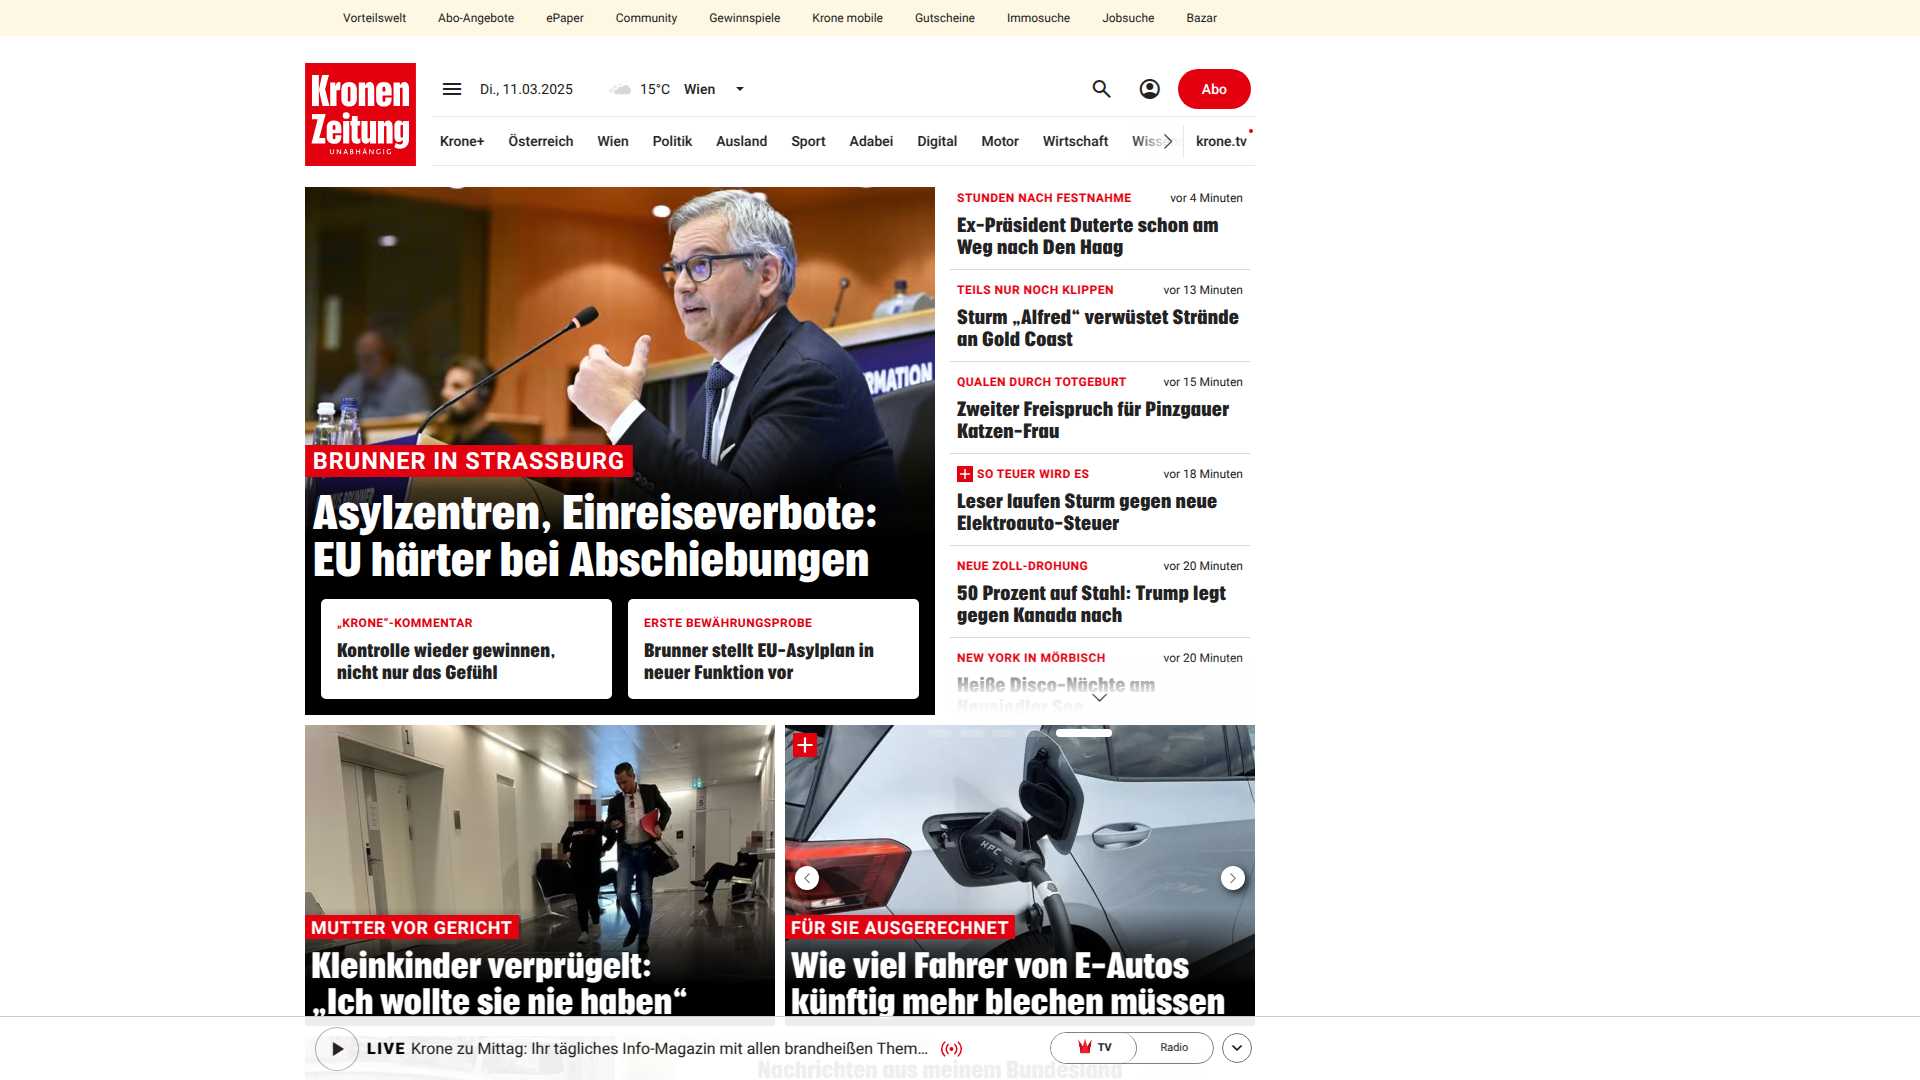 Vorteilswelt Abo-Angebote ePaper Community Gewinnspiele Krone mobile Gutscheine Immosuche Jobsuche Bazar
Kronen
Zeitung
UNABHÄNGIG
Di., 11.03.2025 15°C Wien
Abo
Krone+ Österreich Wien Politik Ausland Sport Adabei Digital Motor Wirtschaft Wiss krone.tv
RMATION
BRUNNER IN STRASSBURG
Asylzentren, Einreiseverbote:
EU härter bei Abschiebungen
„KRONE“-KOMMENTAR
Kontrolle wieder gewinnen,
nicht nur das Gefühl
ERSTE BEWÄHRUNGSPROBE
Brunner stellt EU-Asylplan in
neuer Funktion vor
STUNDEN NACH FESTNAHME vor 4 Minuten
Ex-Präsident Duterte schon am
Weg nach Den Haag
TEILS NUR NOCH KLIPPEN vor 13 Minuten
Sturm „Alfred“ verwüstet Strände
an Gold Coast
QUALEN DURCH TOTGEBURT vor 15 Minuten
Zweiter Freispruch für Pinzgauer
Katzen-Frau
SO TEUER WIRD ES vor 18 Minuten
Leser laufen Sturm gegen neue
Elektroauto-Steuer
NEUE ZOLL-DROHUNG vor 20 Minuten
50 Prozent auf Stahl: Trump legt
gegen Kanada nach
NEW YORK IN MÖRBISCH vor 20 Minuten
Heiße Disco-Nächte am
Neusiedler See
MUTTER VOR GERICHT
Kleinkinder verprügelt:
„Ich wollte sie nie haben“
HPC
FÜR SIE AUSGERECHNET
Wie viel Fahrer von E-Autos
künftig mehr blechen müssen
LIVE Krone zu Mittag: Ihr tägliches Info-Magazin mit allen brandheißen Them... TV Radio
Nachrichten aus meinem Bundesland